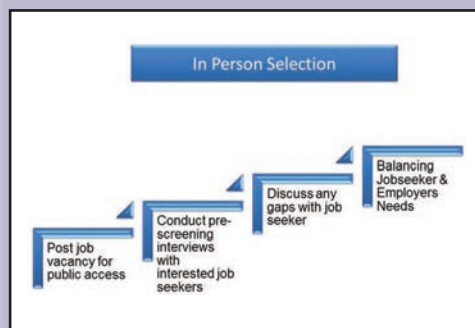 In Person Selection
Post job
vacancy for
public access
Conduct pre-
screening
interviews
with
interested job
seekers
Discuss any
gaps with job
seeker
Balancing
Jobseeker &
Employers
Needs